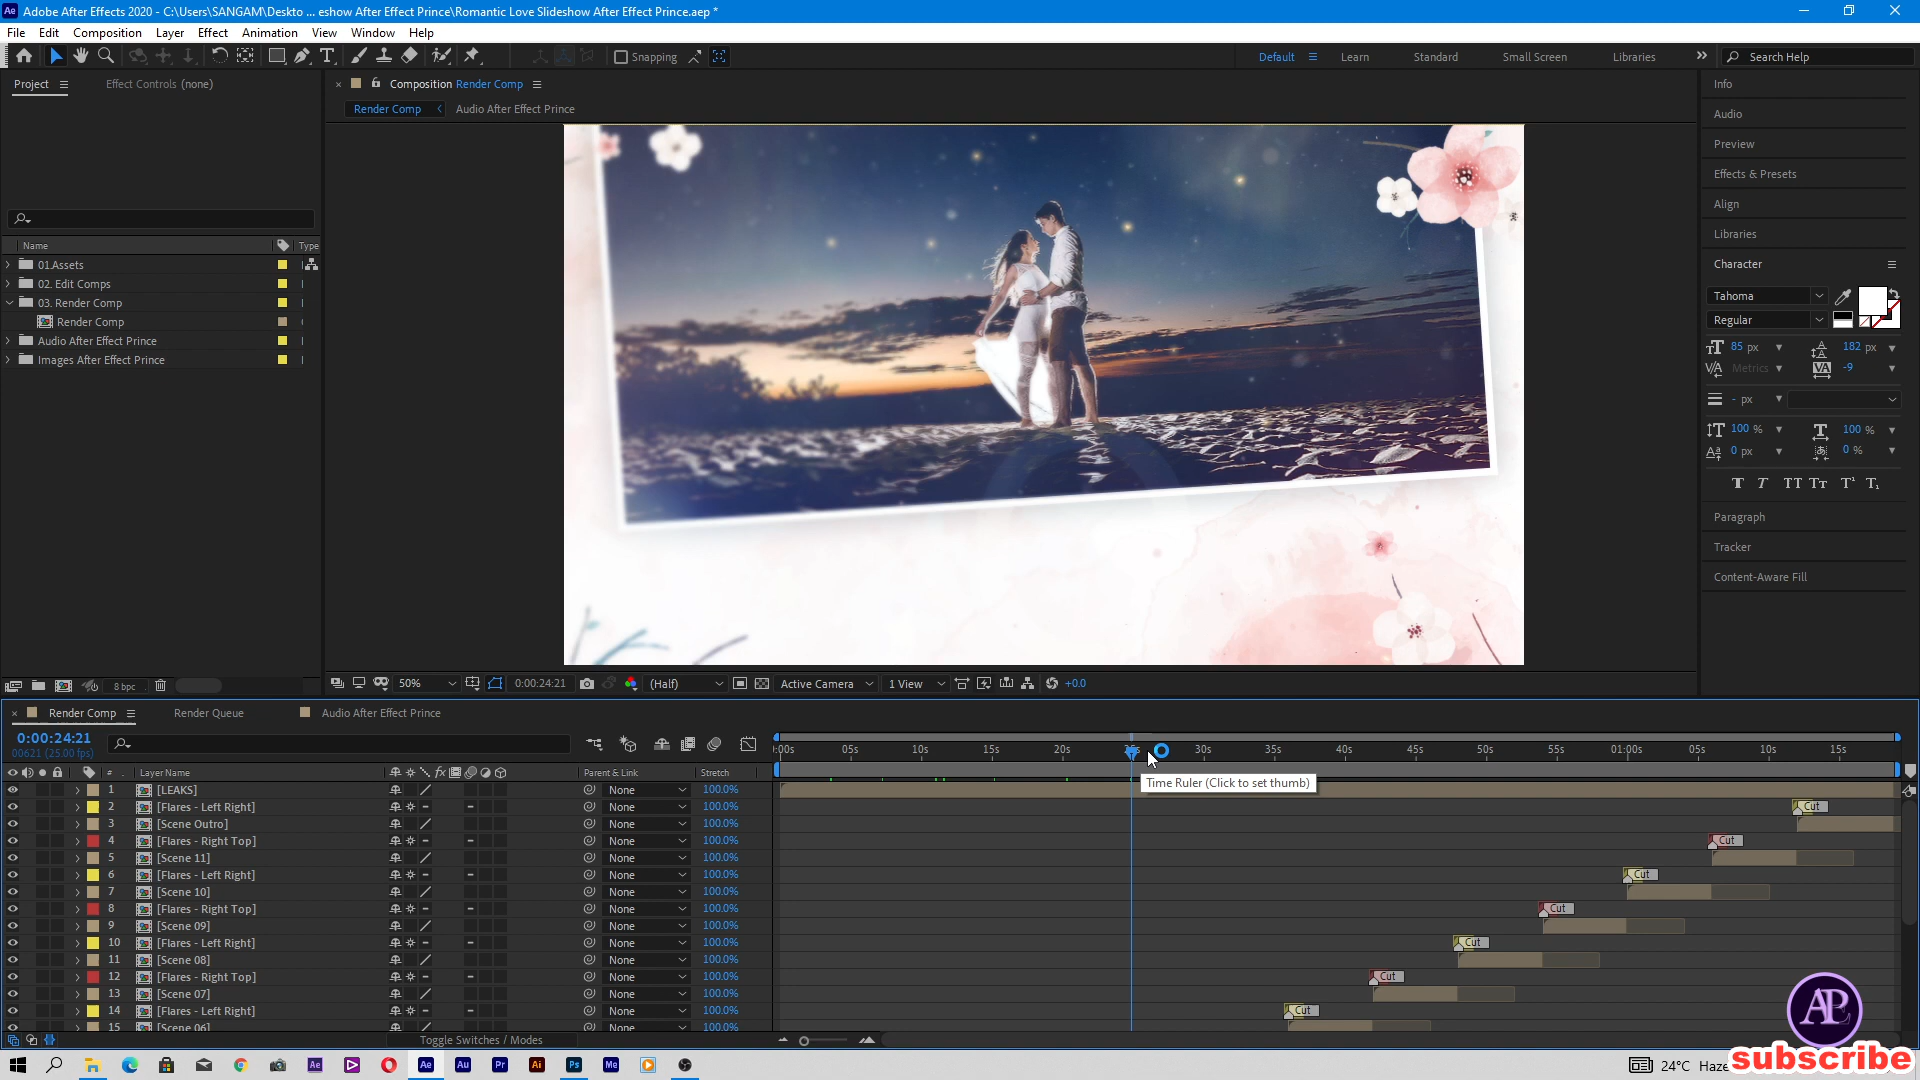 Adobe After Effects 2020 - C:\Users\SANGAM\Deskto ... eshow After Effect Prince\Romantic Love Slideshow After Effect Prince.aep *
File Edit Composition Layer Effect Animation View Window Help
Snapping Default Learn Standard Small Screen Libraries Search Help
Project Effect Controls (none)
Composition Render Comp
Render Comp Audio After Effect Prince
Name Type
01.Assets
02. Edit Comps
03. Render Comp
Render Comp
Audio After Effect Prince
Images After Effect Prince
8 bpc
50% 0:00:24:21 (Half) Active Camera 1 View +0.0
Info
Audio
Preview
Effects & Presets
Align
Libraries
Character
Tahoma
Regular
85 px 182 px
Metrics -9
- px
100 % 100 %
0 px 0 %
Paragraph
Tracker
Content-Aware Fill
Render Comp Render Queue Audio After Effect Prince
0:00:24:21
00621 (25.00 fps)
:00s 05s 10s 15s 20s 25s 30s 35s 40s 45s 50s 55s 01:00s 05s 10s 15s
# Layer Name Parent & Link Stretch
Time Ruler (Click to set thumb)
1 [LEAKS] None 100.0%
2 [Flares - Left Right] None 100.0% Cut
3 [Scene Outro] None 100.0%
4 [Flares - Right Top] None 100.0% Cut
5 [Scene 11] None 100.0%
6 [Flares - Left Right] None 100.0% Cut
7 [Scene 10] None 100.0%
8 [Flares - Right Top] None 100.0% Cut
9 [Scene 09] None 100.0%
10 [Flares - Left Right] None 100.0% Cut
11 [Scene 08] None 100.0%
12 [Flares - Right Top] None 100.0% Cut
13 [Scene 07] None 100.0%
14 [Flares - Left Right] None 100.0% Cut
15 [Scene 06] None 100.0%
Toggle Switches / Modes
AP
subscribe
Ae Ae Au Pr Ai Ps Me
24°C Haze